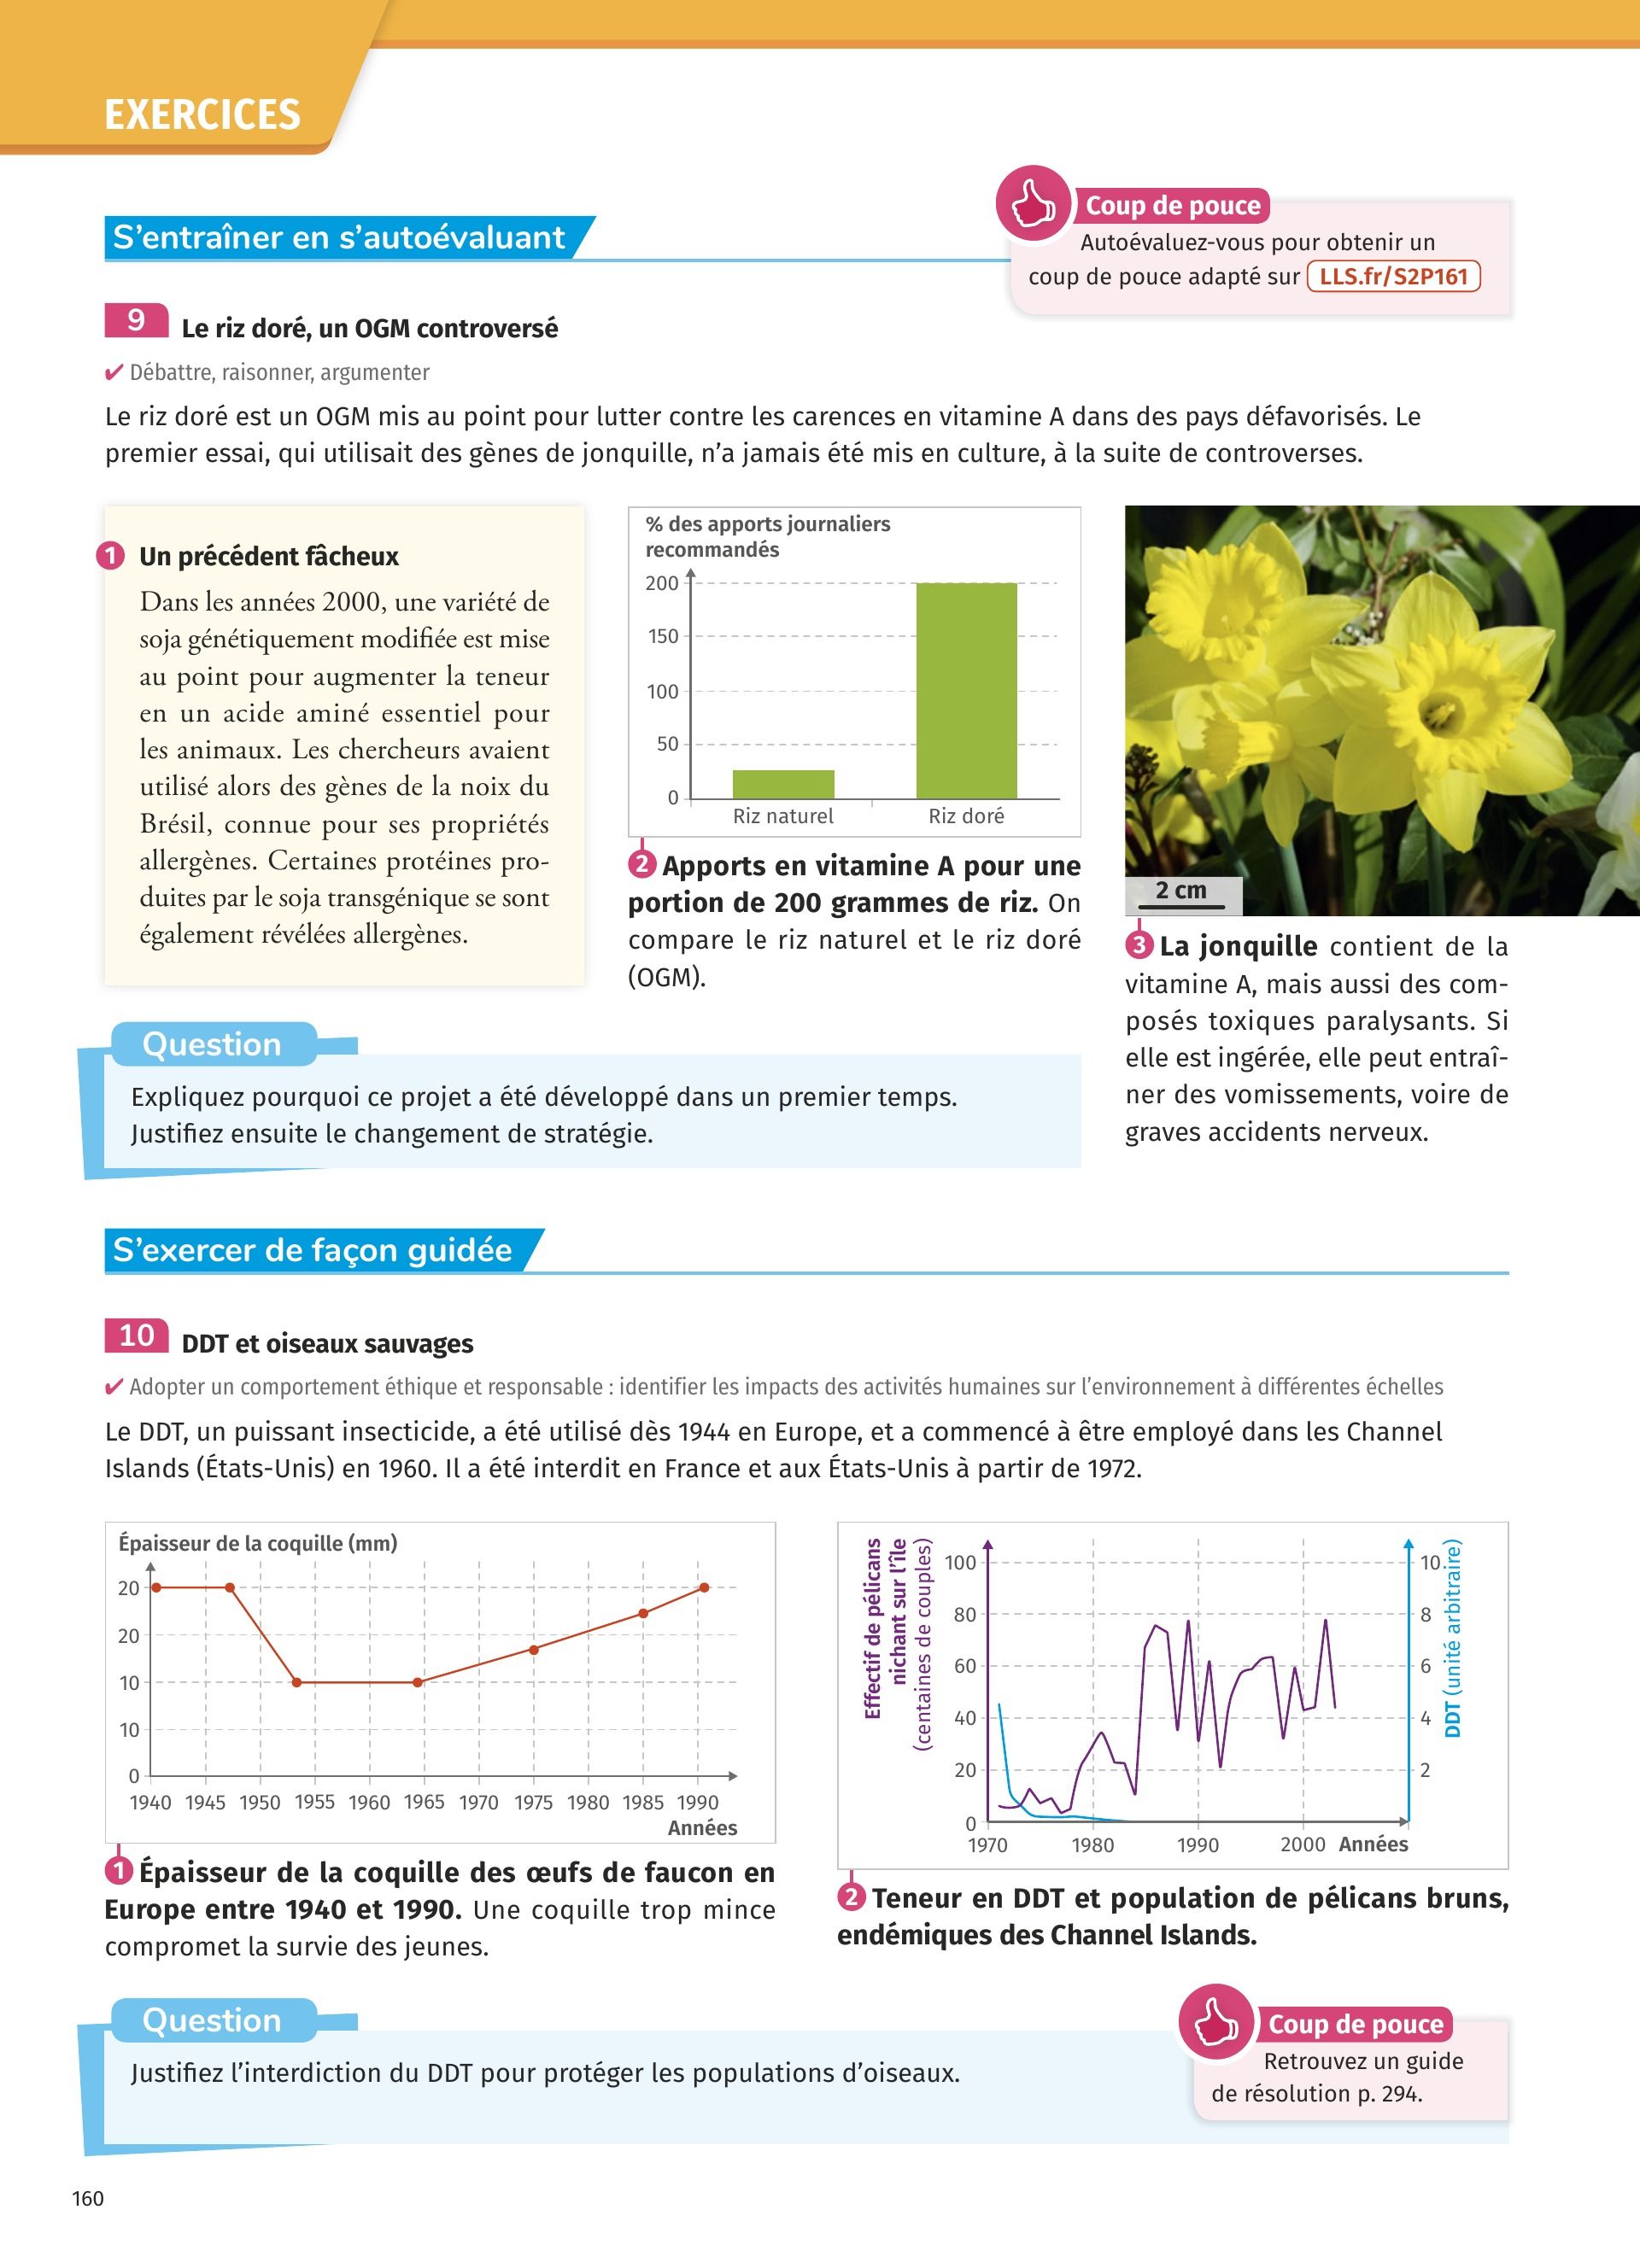 EXERCICES
S'entraîner en s'autoévaluant
Coup de pouce
Autoévaluez-vous pour obtenir un
coup de pouce adapté sur LLS.fr/S2P161
9 Le riz doré, un OGM controversé
✔ Débattre, raisonner, argumenter
Le riz doré est un OGM mis au point pour lutter contre les carences en vitamine A dans des pays défavorisés. Le
premier essai, qui utilisait des gènes de jonquille, n'a jamais été mis en culture, à la suite de controverses.
1 Un précédent fâcheux
Dans les années 2000, une variété de
soja génétiquement modifiée est mise
au point pour augmenter la teneur
en un acide aminé essentiel pour
les animaux. Les chercheurs avaient
utilisé alors des gènes de la noix du
Brésil, connue pour ses propriétés
allergènes. Certaines protéines pro-
duites par le soja transgénique se sont
également révélées allergènes.
% des apports journaliers
recommandés
200
150
100
50
0
Riz naturel Riz doré
2 Apports en vitamine A pour une
portion de 200 grammes de riz. On
compare le riz naturel et le riz doré
(OGM).
2 cm
3 La jonquille contient de la
vitamine A, mais aussi des com-
posés toxiques paralysants. Si
elle est ingérée, elle peut entraî-
ner des vomissements, voire de
graves accidents nerveux.
Question
Expliquez pourquoi ce projet a été développé dans un premier temps.
Justifiez ensuite le changement de stratégie.
S'exercer de façon guidée
10 DDT et oiseaux sauvages
✔ Adopter un comportement éthique et responsable : identifier les impacts des activités humaines sur l'environnement à différentes échelles
Le DDT, un puissant insecticide, a été utilisé dès 1944 en Europe, et a commencé à être employé dans les Channel
Islands (États-Unis) en 1960. Il a été interdit en France et aux États-Unis à partir de 1972.
Épaisseur de la coquille (mm)
20
20
10
10
0
1940 1945 1950 1955 1960 1965 1970 1975 1980 1985 1990
Années
1 Épaisseur de la coquille des œufs de faucon en
Europe entre 1940 et 1990. Une coquille trop mince
compromet la survie des jeunes.
Effectif de pélicans
nichant sur l'île
(centaines de couples)
100
80
60
40
20
0
10
8
6
4
2
DDT (unité arbitraire)
1970 1980 1990 2000 Années
2 Teneur en DDT et population de pélicans bruns,
endémiques des Channel Islands.
Question
Justifiez l'interdiction du DDT pour protéger les populations d'oiseaux.
Coup de pouce
Retrouvez un guide
de résolution p. 294.
160